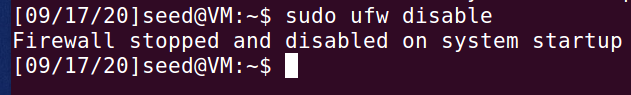 [09/17/20]seed@VM:~$ sudo ufw disable
Firewall stopped and disabled on system startup
[09/17/20]seed@VM:~$